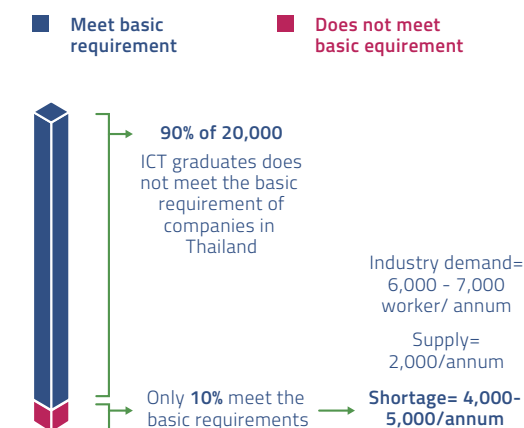 Meet basic
requirement
Does not meet
basic equirement
90% of 20,000
ICT graduates does
not meet the basic
requirement of
companies in
Thailand
Industry demand=
6,000 - 7,000
worker/ annum
Supply=
2,000/annum
Only 10% meet the
basic requirements
Shortage= 4,000-
5,000/annum